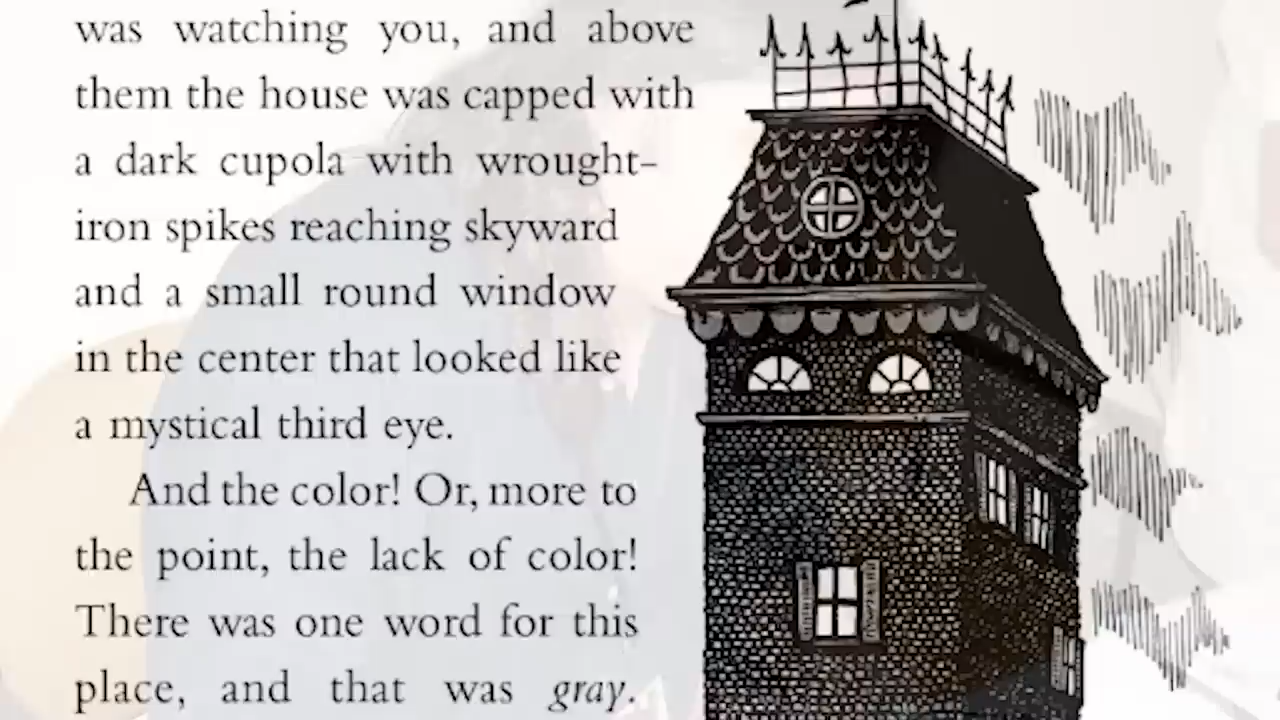 was watching you, and above
them the house was capped with
a dark cupola with wrought-
iron spikes reaching skyward
and a small round window
in the center that looked like
a mystical third eye.
And the color! Or, more to
the point, the lack of color!
There was one word for this
place, and that was gray.